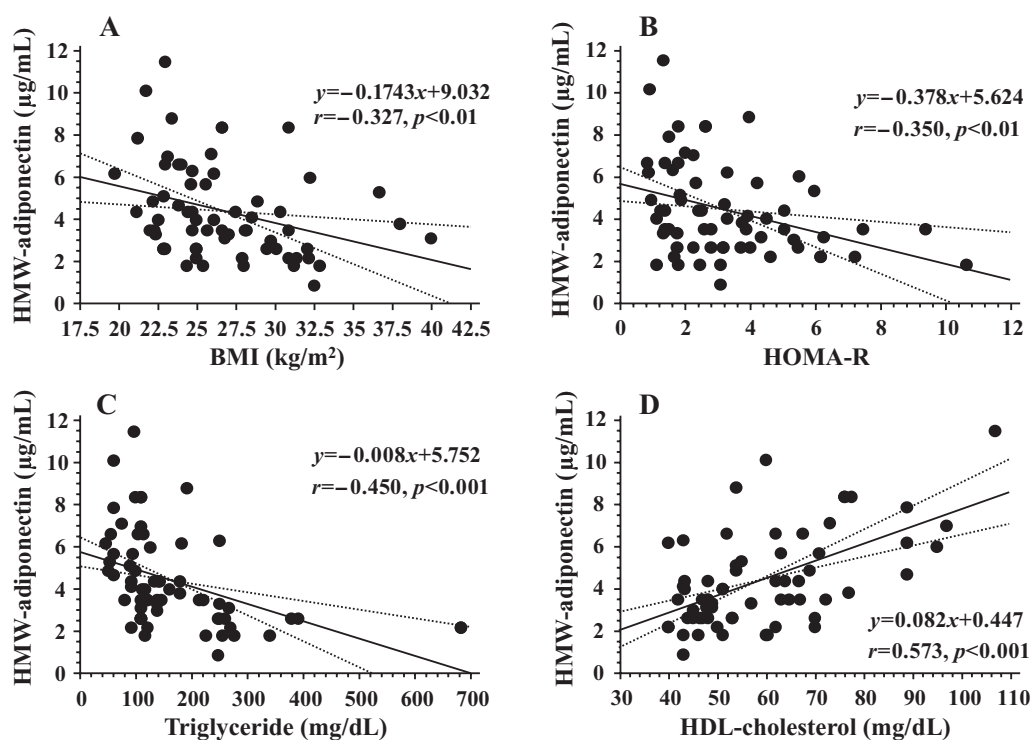 A
HMW-adiponectin (µg/mL)
12
10
8
6
4
2
0
y=−0.1743x+9.032
r=−0.327, p<0.01
17.5 20 22.5 25 27.5 30 32.5 35 37.5 40 42.5
BMI (kg/m²)
B
HMW-adiponectin (µg/mL)
12
10
8
6
4
2
0
y=−0.378x+5.624
r=−0.350, p<0.01
0 2 4 6 8 10 12
HOMA-R
C
HMW-adiponectin (µg/mL)
12
10
8
6
4
2
0
y=−0.008x+5.752
r=−0.450, p<0.001
0 100 200 300 400 500 600 700
Triglyceride (mg/dL)
D
HMW-adiponectin (µg/mL)
12
10
8
6
4
2
0
y=0.082x+0.447
r=0.573, p<0.001
30 40 50 60 70 80 90 100 110
HDL-cholesterol (mg/dL)